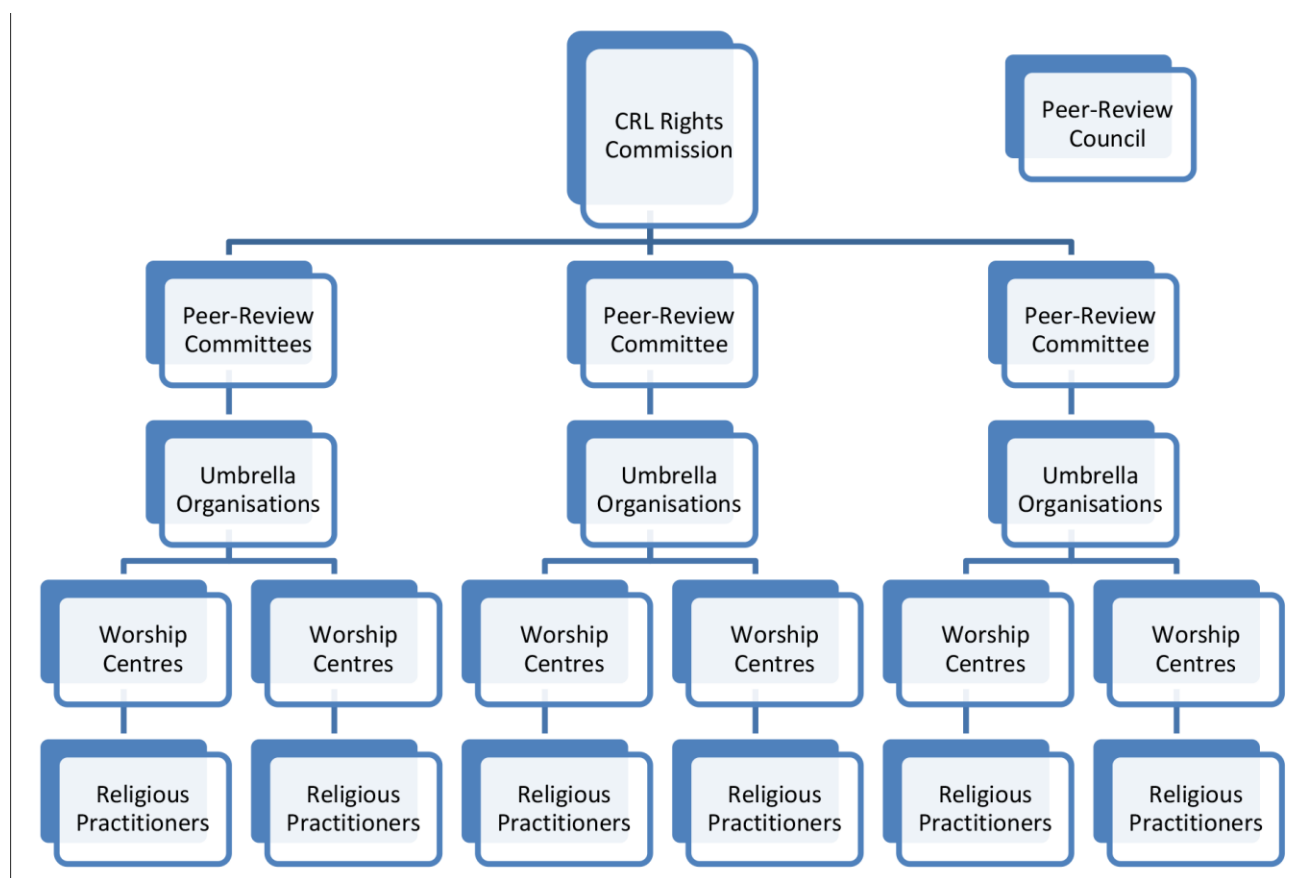 CRL Rights
Commission
Peer-Review
Council
Peer-Review
Committees
Peer-Review
Committee
Peer-Review
Committee
Umbrella
Organisations
Umbrella
Organisations
Umbrella
Organisations
Worship
Centres
Worship
Centres
Worship
Centres
Worship
Centres
Worship
Centres
Worship
Centres
Religious
Practitioners
Religious
Practitioners
Religious
Practitioners
Religious
Practitioners
Religious
Practitioners
Religious
Practitioners